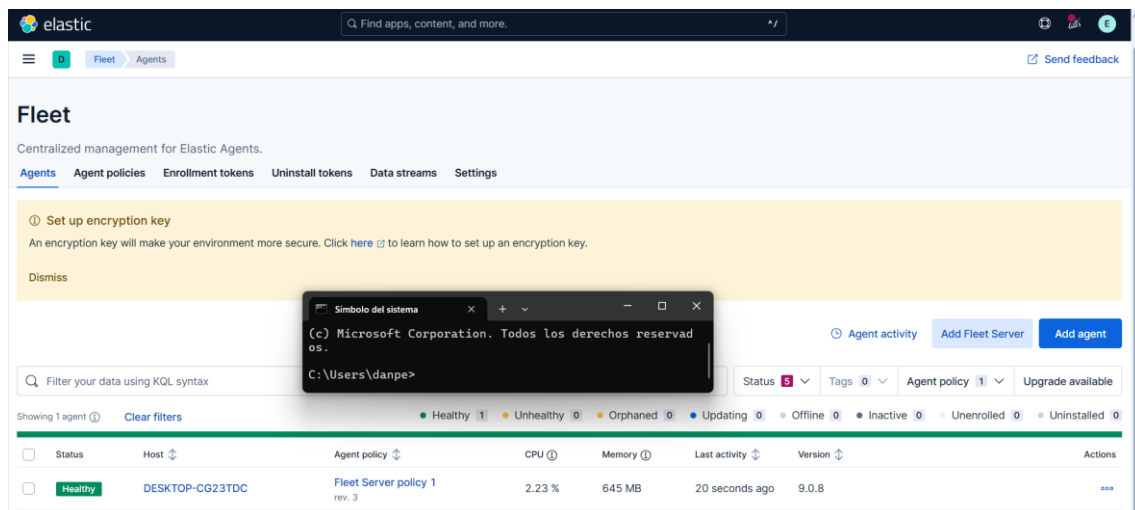 elastic
Find apps, content, and more.
^/
E
D
Fleet
Agents
Send feedback
Fleet
Centralized management for Elastic Agents.
Agents Agent policies Enrollment tokens Uninstall tokens Data streams Settings
Set up encryption key
An encryption key will make your environment more secure. Click here to learn how to set up an encryption key.
Dismiss
Símbolo del sistema
(c) Microsoft Corporation. Todos los derechos reservad
os.
C:\Users\danpe>
Agent activity
Add Fleet Server
Add agent
Filter your data using KQL syntax
Status 5
Tags 0
Agent policy 1
Upgrade available
Showing 1 agent
Clear filters
Healthy 1
Unhealthy 0
Orphaned 0
Updating 0
Offline 0
Inactive 0
Unenrolled 0
Uninstalled 0
Status Host Agent policy CPU Memory Last activity Version Actions
Healthy DESKTOP-CG23TDC Fleet Server policy 1 2.23 % 645 MB 20 seconds ago 9.0.8
rev. 3